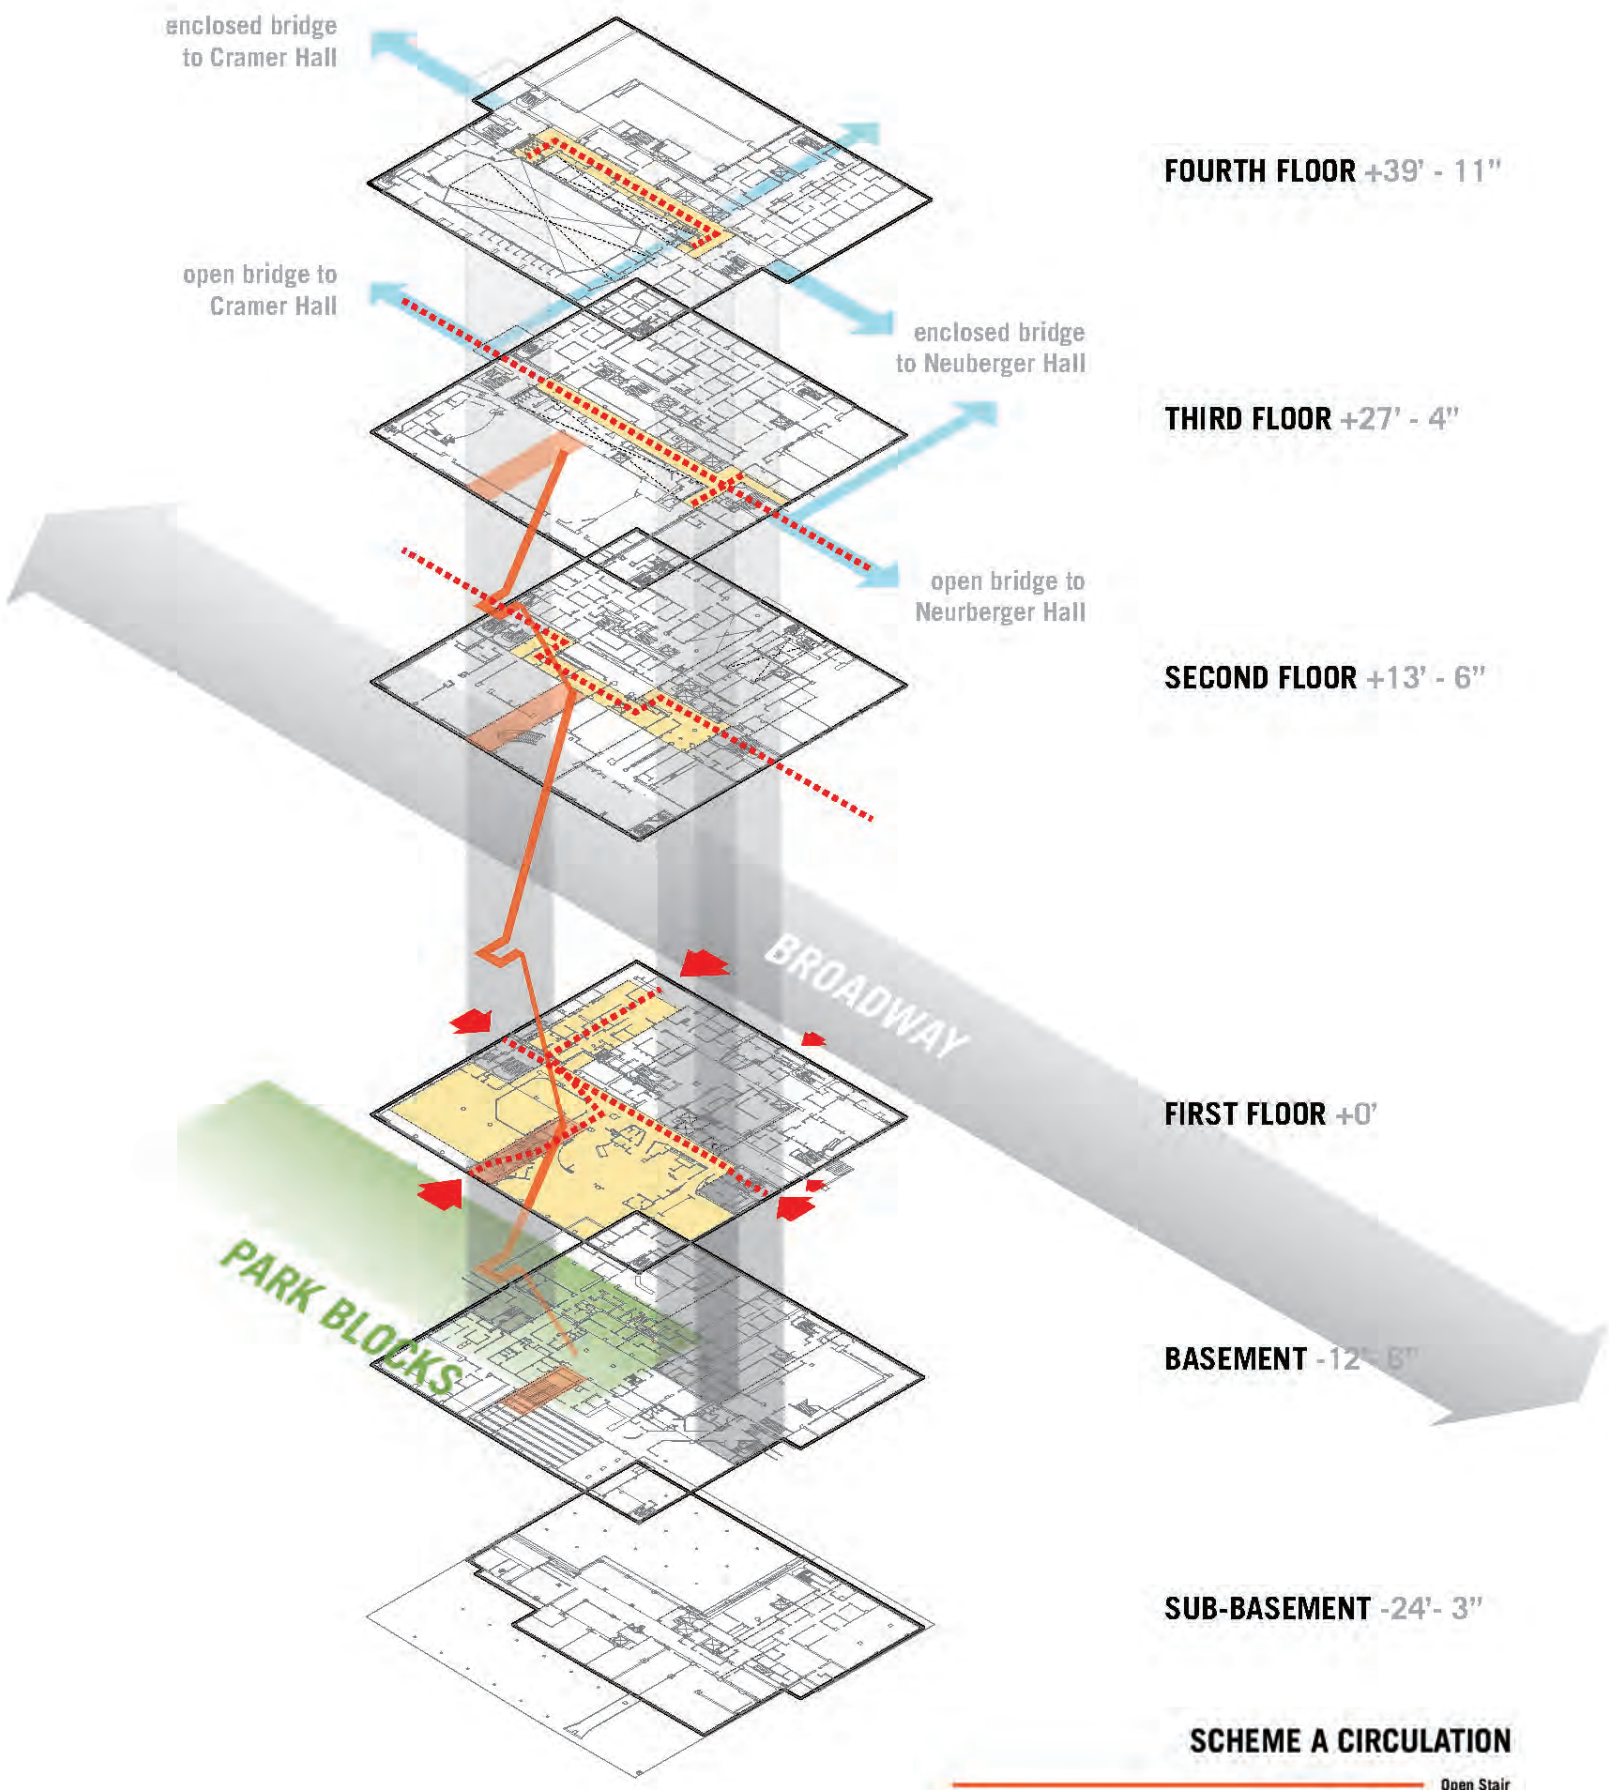 enclosed bridge
to Cramer Hall
FOURTH FLOOR +39' - 11"
open bridge to
Cramer Hall
enclosed bridge
to Neuberger Hall
THIRD FLOOR +27' - 4"
open bridge to
Neurberger Hall
SECOND FLOOR +13' - 6"
BROADWAY
FIRST FLOOR +0'
PARK BLOCKS
BASEMENT -12'- 6"
SUB-BASEMENT -24'- 3"
SCHEME A CIRCULATION
Open Stair